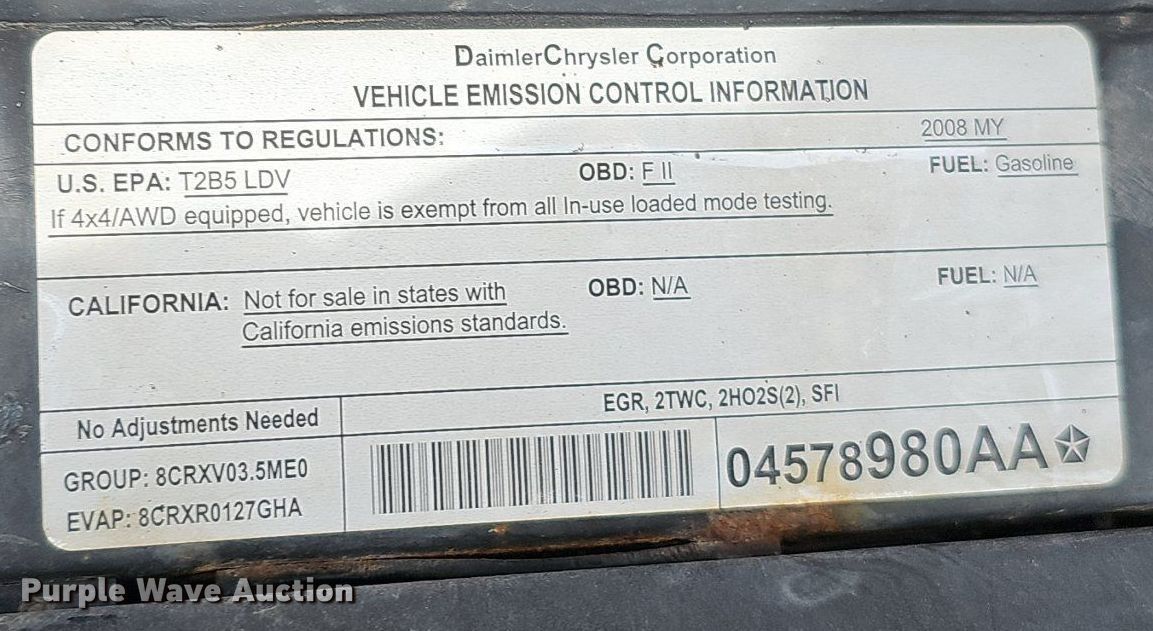 DaimlerChrysler Corporation
VEHICLE EMISSION CONTROL INFORMATION
CONFORMS TO REGULATIONS: 2008 MY
U.S. EPA: T2B5 LDV OBD: F II FUEL: Gasoline
If 4x4/AWD equipped, vehicle is exempt from all In-use loaded mode testing.
CALIFORNIA: Not for sale in states with OBD: N/A FUEL: N/A
California emissions standards.
No Adjustments Needed EGR, 2TWC, 2HO2S(2), SFI
GROUP: 8CRXV03.5ME0
EVAP: 8CRXR0127GHA
04578980AA
Purple Wave Auction